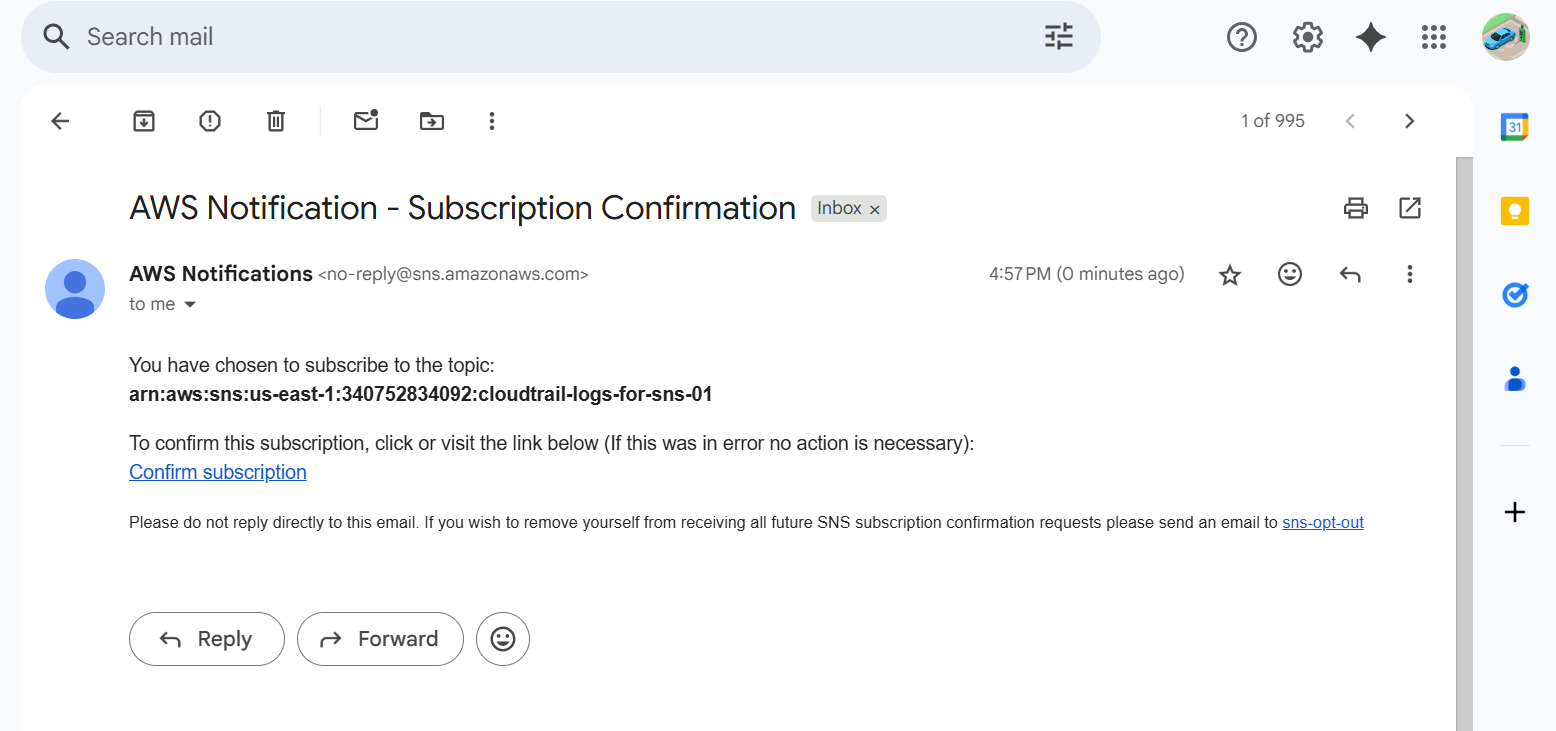 Search mail
1 of 995
31
AWS Notification - Subscription Confirmation
Inbox ×
AWS Notifications <no-reply@sns.amazonaws.com>
4:57 PM (0 minutes ago)
to me
You have chosen to subscribe to the topic:
arn:aws:sns:us-east-1:340752834092:cloudtrail-logs-for-sns-01
To confirm this subscription, click or visit the link below (If this was in error no action is necessary):
Confirm subscription
Please do not reply directly to this email. If you wish to remove yourself from receiving all future SNS subscription confirmation requests please send an email to sns-opt-out
Reply
Forward